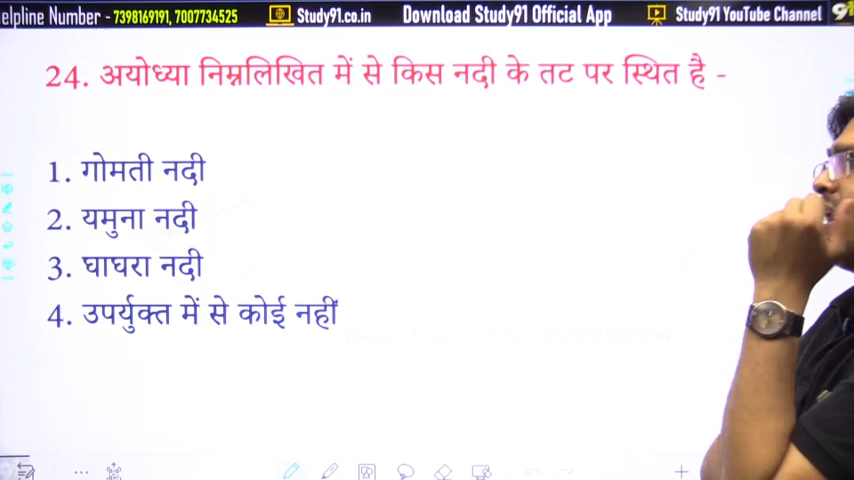 elpline Number - 7398169191, 7007734525 Study91.co.in Download Study91 Official App Study91 YouTube Channel 91
24. अयोध्या निम्नलिखित में से किस नदी के तट पर स्थित है -
1. गोमती नदी
2. यमुना नदी
3. घाघरा नदी
4. उपर्युक्त में से कोई नहीं